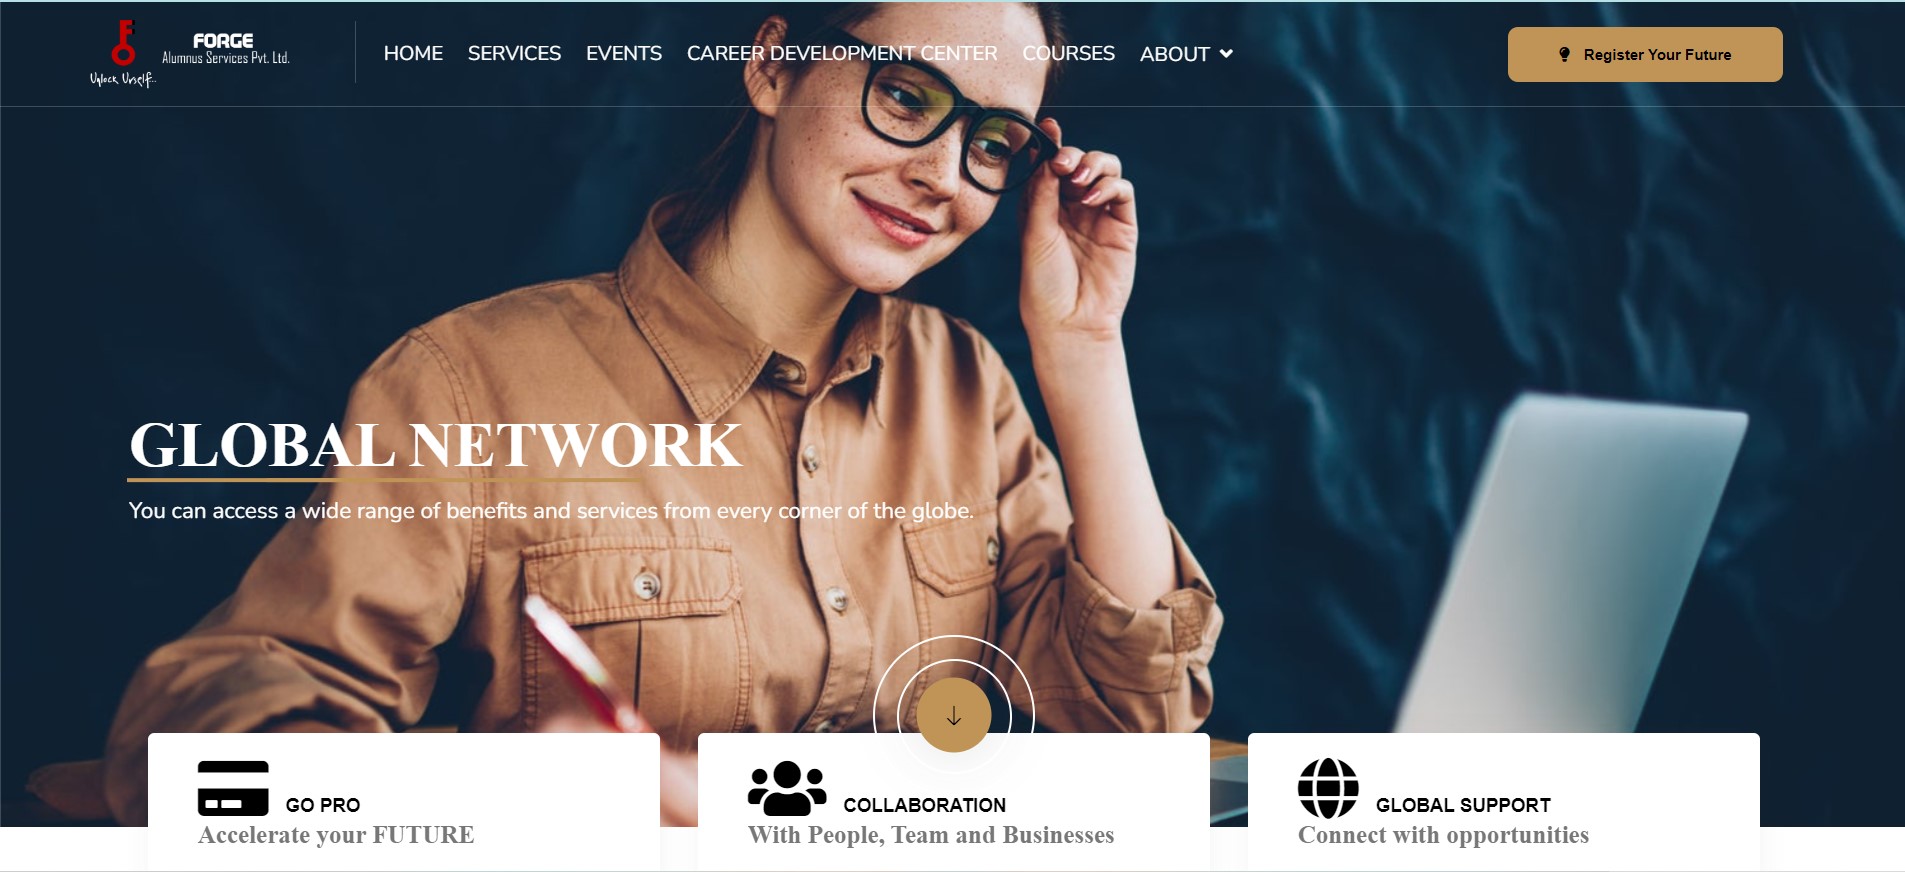 FORGE
Alumnus Services Pvt. Ltd.
Unlock Urself...
HOME SERVICES EVENTS CAREER DEVELOPMENT CENTER COURSES ABOUT
Register Your Future
GLOBAL NETWORK
You can access a wide range of benefits and services from every corner of the globe.
GO PRO
Accelerate your FUTURE
COLLABORATION
With People, Team and Businesses
GLOBAL SUPPORT
Connect with opportunities